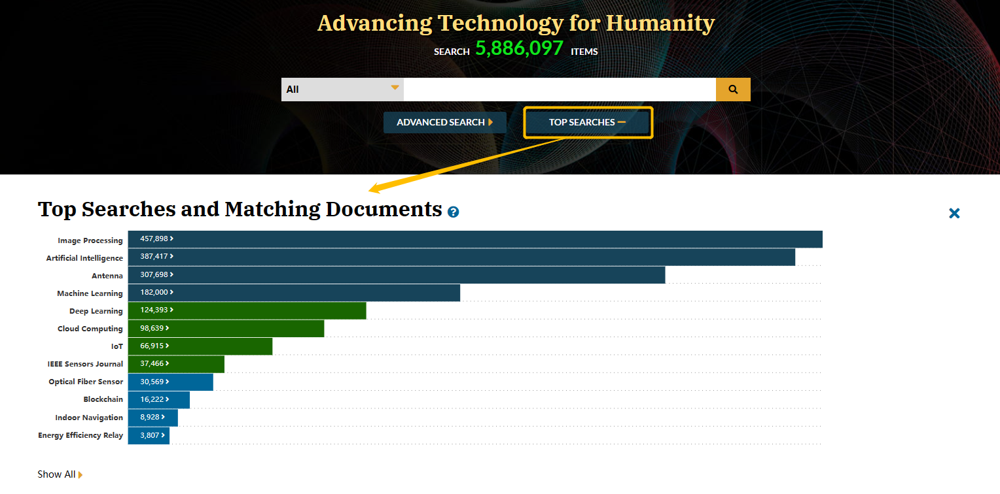 Advancing Technology for Humanity
SEARCH 5,886,097 ITEMS
All
ADVANCED SEARCH
TOP SEARCHES
Top Searches and Matching Documents ?
Image Processing 457,898
Artificial Intelligence 387,417
Antenna 307,698
Machine Learning 182,000
Deep Learning 124,393
Cloud Computing 98,639
IoT 66,915
IEEE Sensors Journal 37,466
Optical Fiber Sensor 30,569
Blockchain 16,222
Indoor Navigation 8,928
Energy Efficiency Relay 3,807
Show All